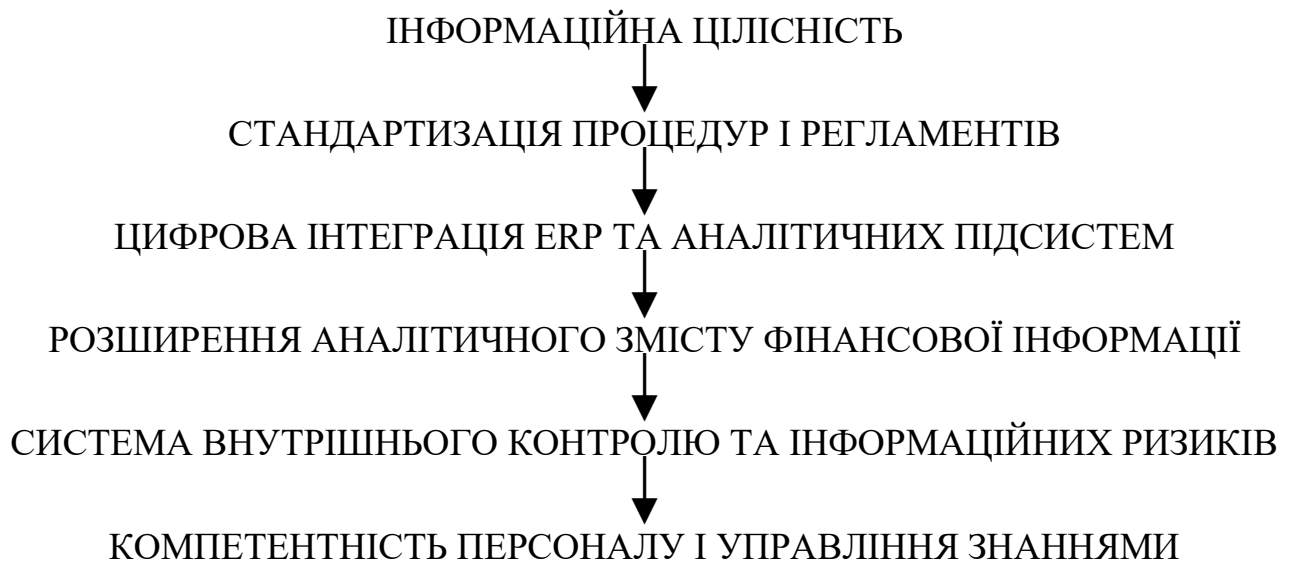 ІНФОРМАЦІЙНА ЦІЛІСНІСТЬ
СТАНДАРТИЗАЦІЯ ПРОЦЕДУР І РЕГЛАМЕНТІВ
ЦИФРОВА ІНТЕГРАЦІЯ ERP ТА АНАЛІТИЧНИХ ПІДСИСТЕМ
РОЗШИРЕННЯ АНАЛІТИЧНОГО ЗМІСТУ ФІНАНСОВОЇ ІНФОРМАЦІЇ
СИСТЕМА ВНУТРІШНЬОГО КОНТРОЛЮ ТА ІНФОРМАЦІЙНИХ РИЗИКІВ
КОМПЕТЕНТНІСТЬ ПЕРСОНАЛУ І УПРАВЛІННЯ ЗНАННЯМИ